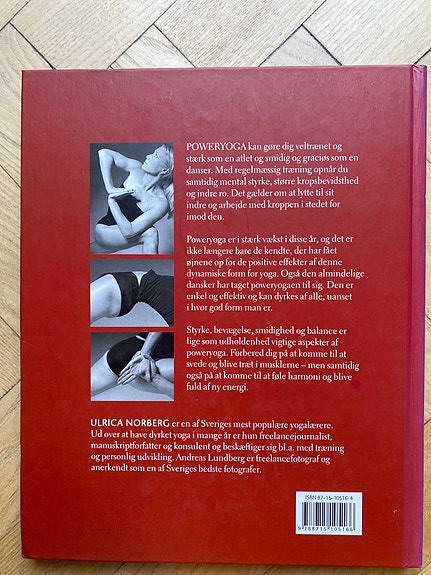 POWERYOGA kan gøre dig veltrænet og
stærk som en atlet og smidig og graciøs som en
danser. Med regelmæssig træning opnår du
samtidig mental styrke, større kropsbevidsthed
og indre ro. Det gælder om at lytte til sit
indre og arbejde med kroppen i stedet for
imod den.
Poweryoga er i stærk vækst i disse år, og det er
ikke længere bare de kendte, der har fået
øjnene op for de positive effekter af denne
dynamiske form for yoga. Også den almindelige
dansker har taget poweryogaen til sig. Den er
enkel og effektiv og kan dyrkes af alle, uanset
i hvor god form man er.
Styrke, bevægelse, smidighed og balance er
lige som udholdenhed vigtige aspekter af
poweryoga. Forbered dig på at komme til at
svede og blive træt i musklerne – men samtidig
også på at komme til at føle harmoni og blive
fuld af ny energi.
ULRICA NORBERG er en af Sveriges mest populære yogalærere.
Ud over at have dyrket yoga i mange år er hun freelancejournalist,
manuskriptforfatter og konsulent og beskæftiger sig bl.a. med træning
og personlig udvikling. Andreas Lundberg er freelancefotograf og
anerkendt som en af Sveriges bedste fotografer.
ISBN 87-15-10516-4
9 788715 105166